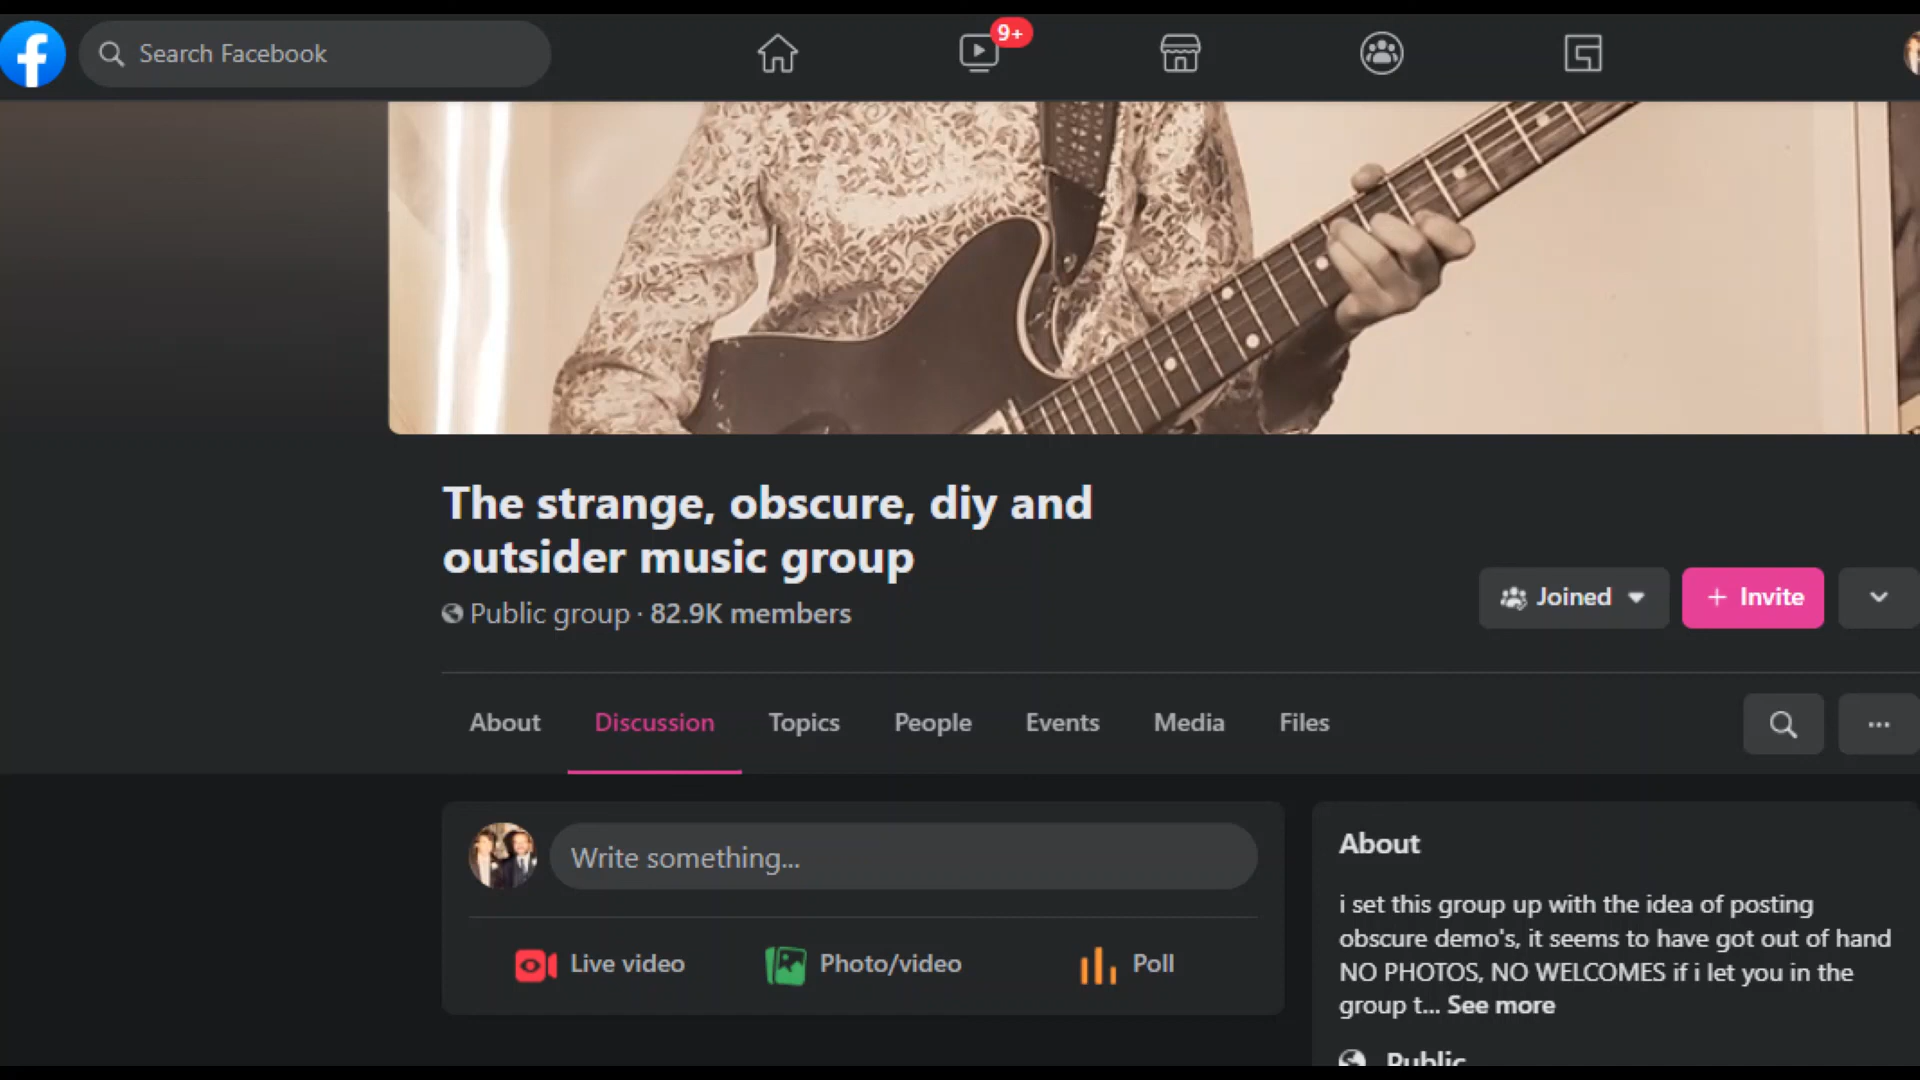 Search Facebook
9+
The strange, obscure, diy and
outsider music group
Public group · 82.9K members
Joined
+ Invite
About
Discussion
Topics
People
Events
Media
Files
Write something...
Live video
Photo/video
Poll
About
i set this group up with the idea of posting
obscure demo's, it seems to have got out of hand
NO PHOTOS, NO WELCOMES if i let you in the
group t... See more
Public